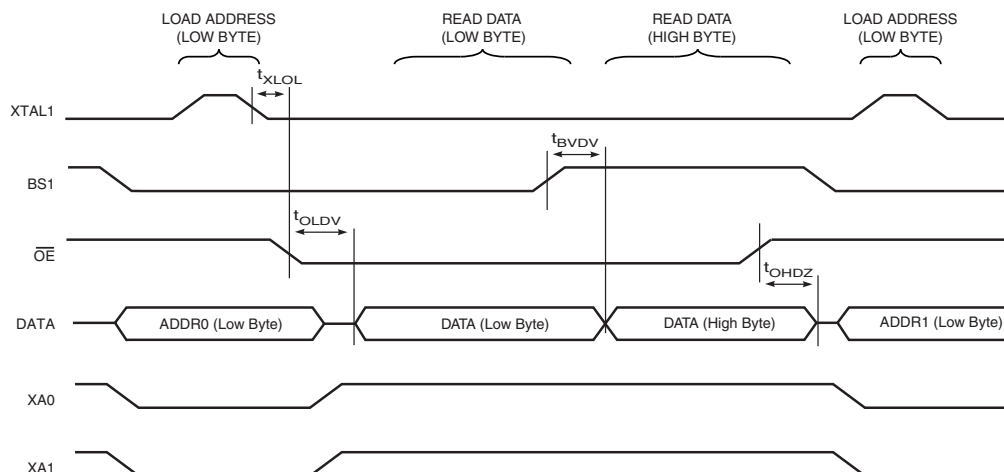 LOAD ADDRESS
(LOW BYTE)
READ DATA
(LOW BYTE)
READ DATA
(HIGH BYTE)
LOAD ADDRESS
(LOW BYTE)
tXLOL
XTAL1
tBVDV
BS1
tOLDV
OE
tOHDZ
DATA
ADDR0 (Low Byte)
DATA (Low Byte)
DATA (High Byte)
ADDR1 (Low Byte)
XA0
XA1